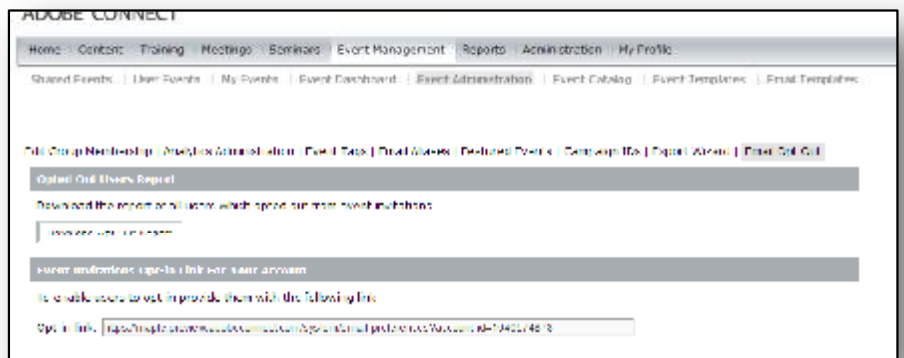 ADOBE CONNECT
Home Content Training Meetings Seminars Event Management Reports Administration My Profile
Shared Events | User Events | My Events | Event Dashboard | Event Administration | Event Catalog | Event Templates | Email Templates
Edit Group Membership | Analytics Administration | Event Tags | Email Aliases | Featured Events | Campaign IDs | Export Wizard | Email Opt Out
Opted Out Users Report
Download the report of all users which opted out from event invitations
Event Invitations Opt-in Link For Your Account
To enable users to opt in provide them with the following link
Opt in link: